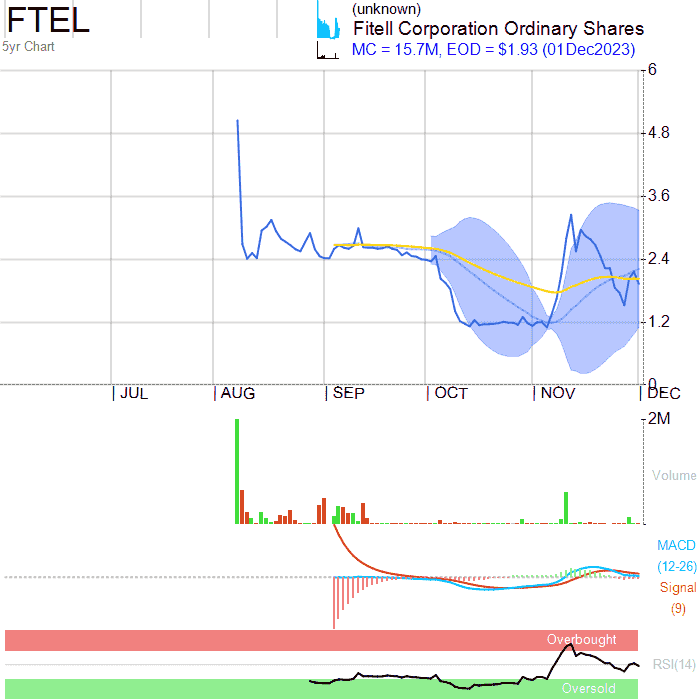 FTEL
(unknown)
Fitell Corporation Ordinary Shares
5yr Chart
MC = 15.7M, EOD = $1.93 (01Dec2023)
6
4.8
3.6
2.4
1.2
0
JUL AUG SEP OCT NOV DEC
2M
Volume
MACD
(12-26)
Signal
(9)
Overbought
RSI(14)
Oversold